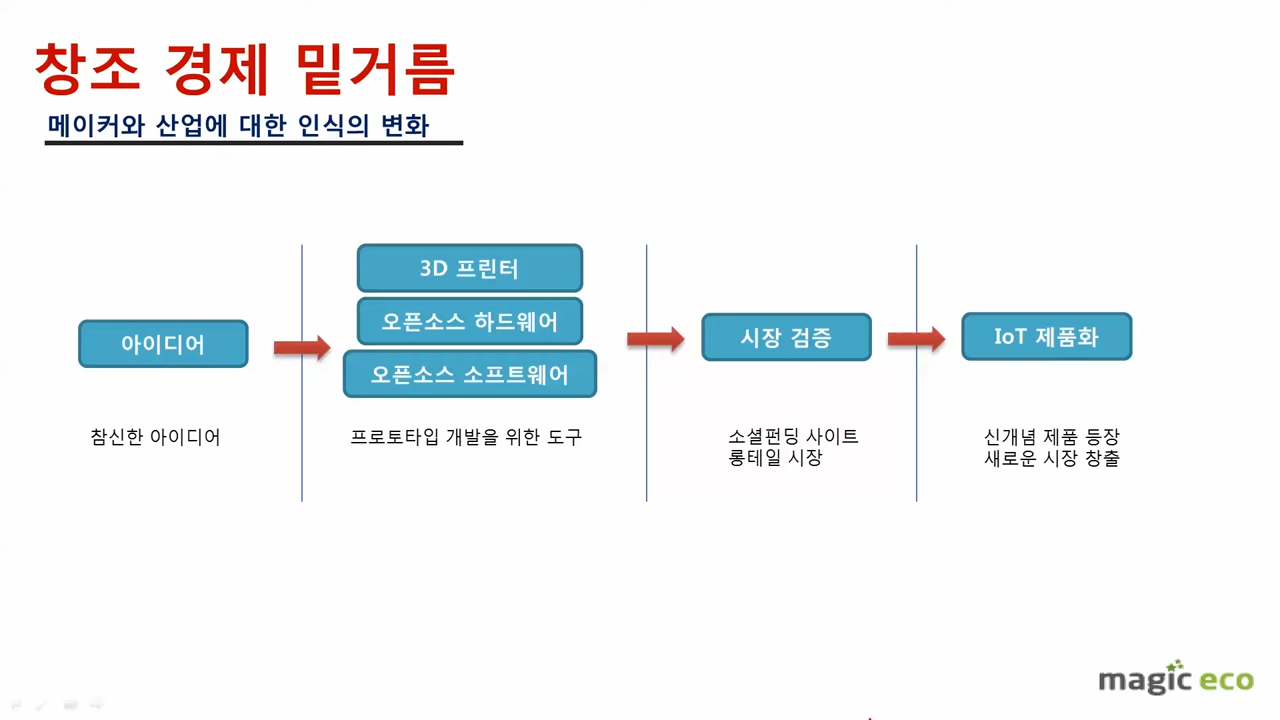 창조 경제 밑거름
메이커와 산업에 대한 인식의 변화
아이디어
참신한 아이디어
3D 프린터
오픈소스 하드웨어
오픈소스 소프트웨어
프로토타입 개발을 위한 도구
시장 검증
소셜펀딩 사이트
롱테일 시장
IoT 제품화
신개념 제품 등장
새로운 시장 창출
magic eco